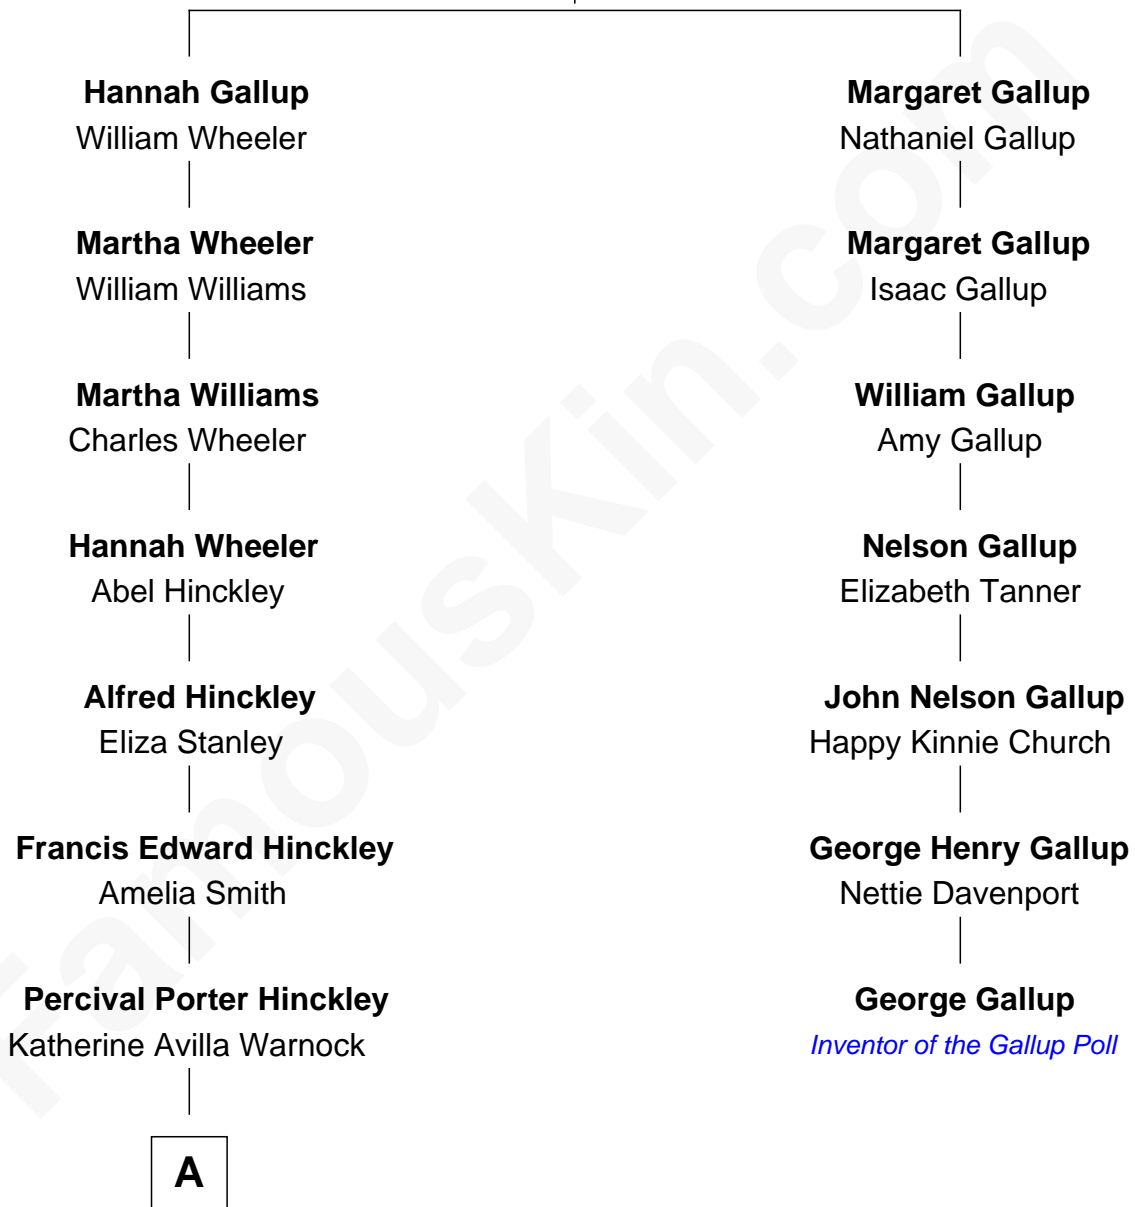 Hannah Gallup
William Wheeler
Margaret Gallup
Nathaniel Gallup
Martha Wheeler
William Williams
Margaret Gallup
Isaac Gallup
Martha Williams
Charles Wheeler
William Gallup
Amy Gallup
Hannah Wheeler
Abel Hinckley
Nelson Gallup
Elizabeth Tanner
Alfred Hinckley
Eliza Stanley
John Nelson Gallup
Happy Kinnie Church
Francis Edward Hinckley
Amelia Smith
George Henry Gallup
Nettie Davenport
Percival Porter Hinckley
Katherine Avilla Warnock
George Gallup
Inventor of the Gallup Poll
A
FamousKin.com